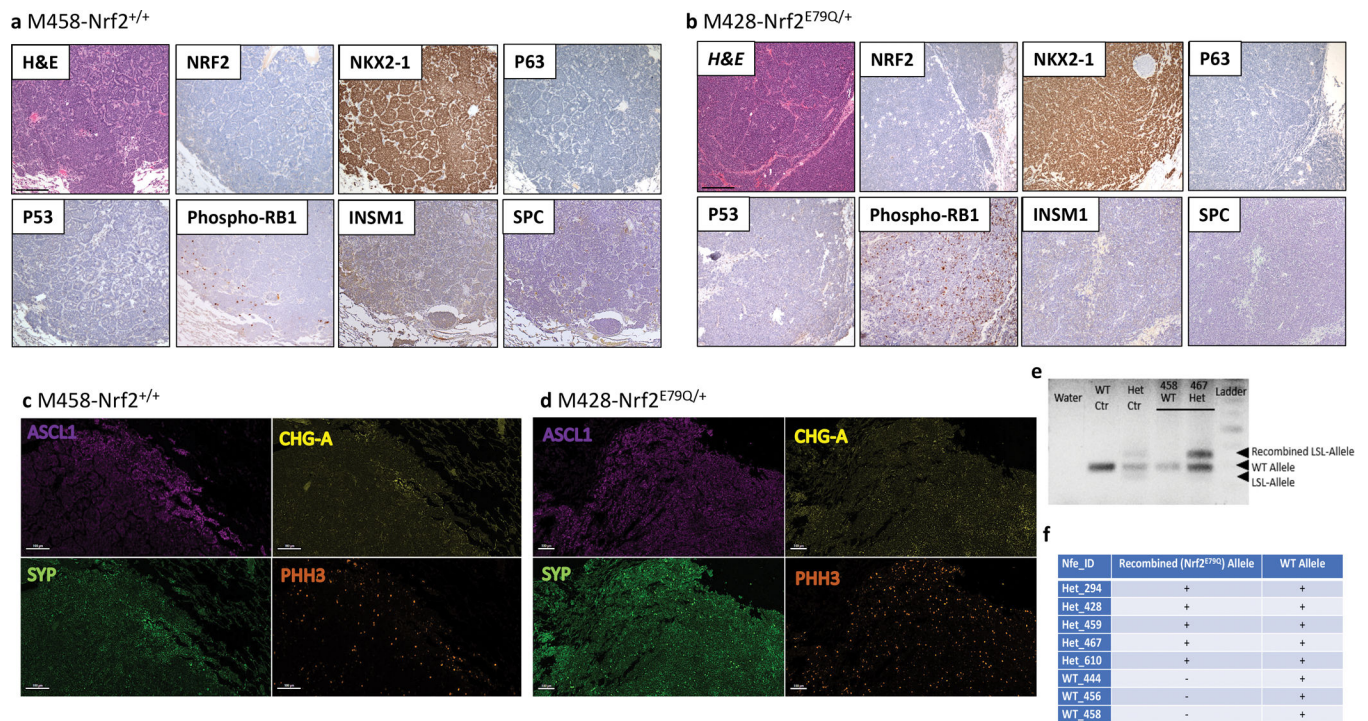 a M458-Nrf2+/+
H&E NRF2 NKX2-1 P63
P53 Phospho-RB1 INSM1 SPC
b M428-Nrf2E79Q/+
H&E NRF2 NKX2-1 P63
P53 Phospho-RB1 INSM1 SPC
c M458-Nrf2+/+
ASCL1 CHG-A
SYP PHH3
d M428-Nrf2E79Q/+
ASCL1 CHG-A
SYP PHH3
e
Water WT Ctr Het Ctr 458 WT 467 Het Ladder
Recombined LSL-Allele
WT Allele
LSL-Allele
f
Nfe_ID Recombined (Nrf2E79Q) Allele WT Allele
Het_294 + +
Het_428 + +
Het_459 + +
Het_467 + +
Het_610 + +
WT_444 - +
WT_456 - +
WT_458 - +